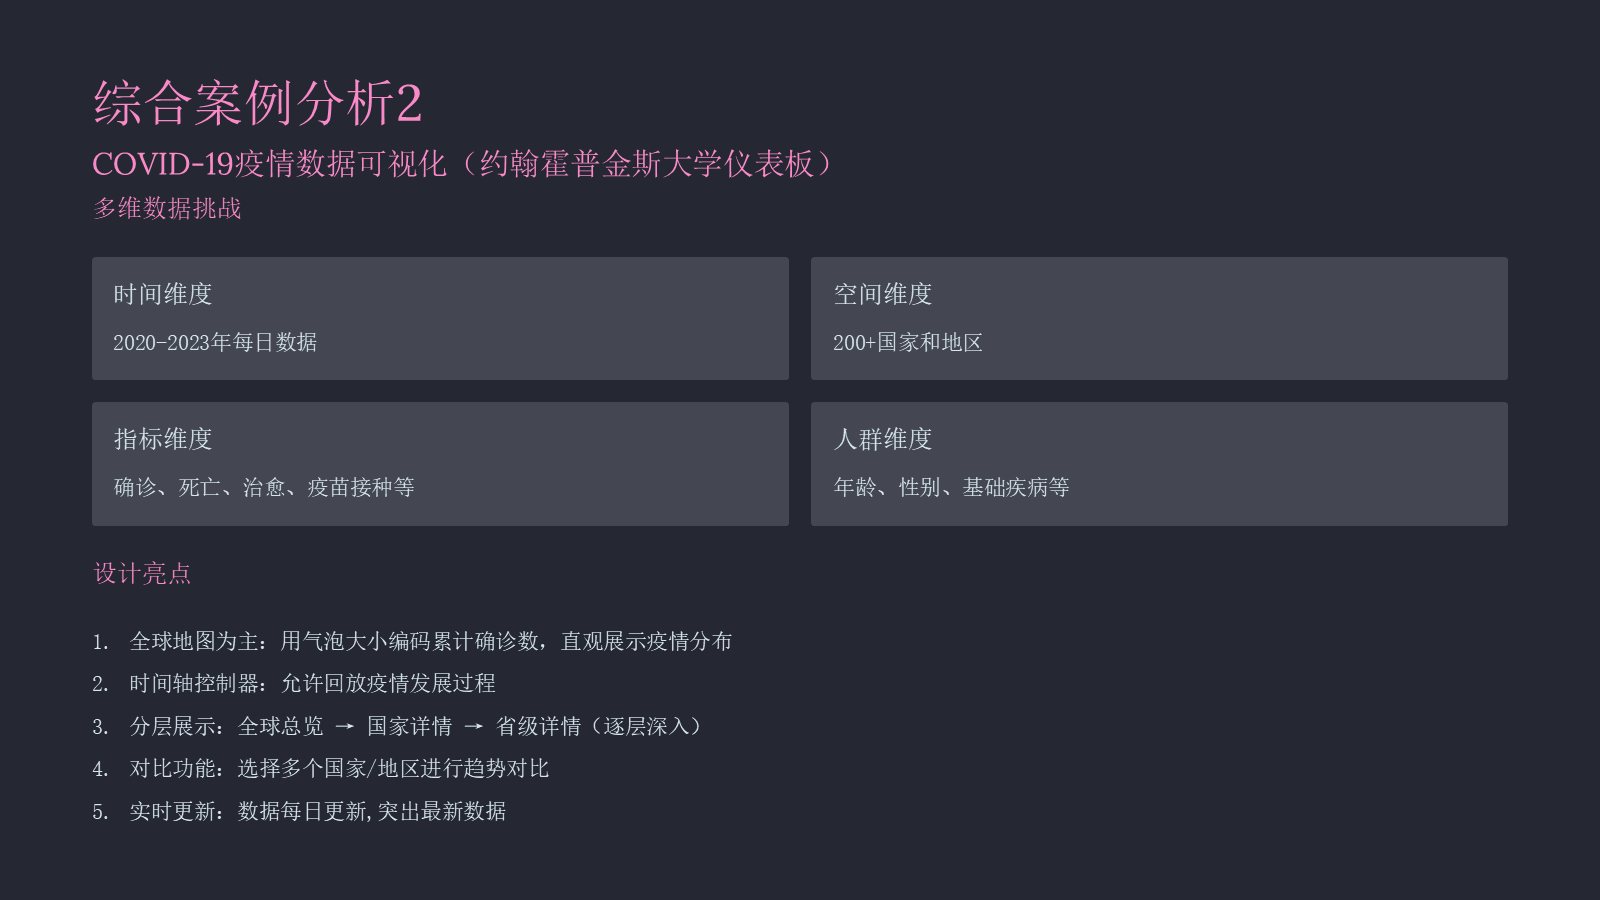 综合案例分析2
COVID-19疫情数据可视化（约翰霍普金斯大学仪表板）
多维数据挑战
时间维度
2020-2023年每日数据
空间维度
200+国家和地区
指标维度
确诊、死亡、治愈、疫苗接种等
人群维度
年龄、性别、基础疾病等
设计亮点
1. 全球地图为主：用气泡大小编码累计确诊数，直观展示疫情分布
2. 时间轴控制器：允许回放疫情发展过程
3. 分层展示：全球总览 → 国家详情 → 省级详情（逐层深入）
4. 对比功能：选择多个国家/地区进行趋势对比
5. 实时更新：数据每日更新,突出最新数据